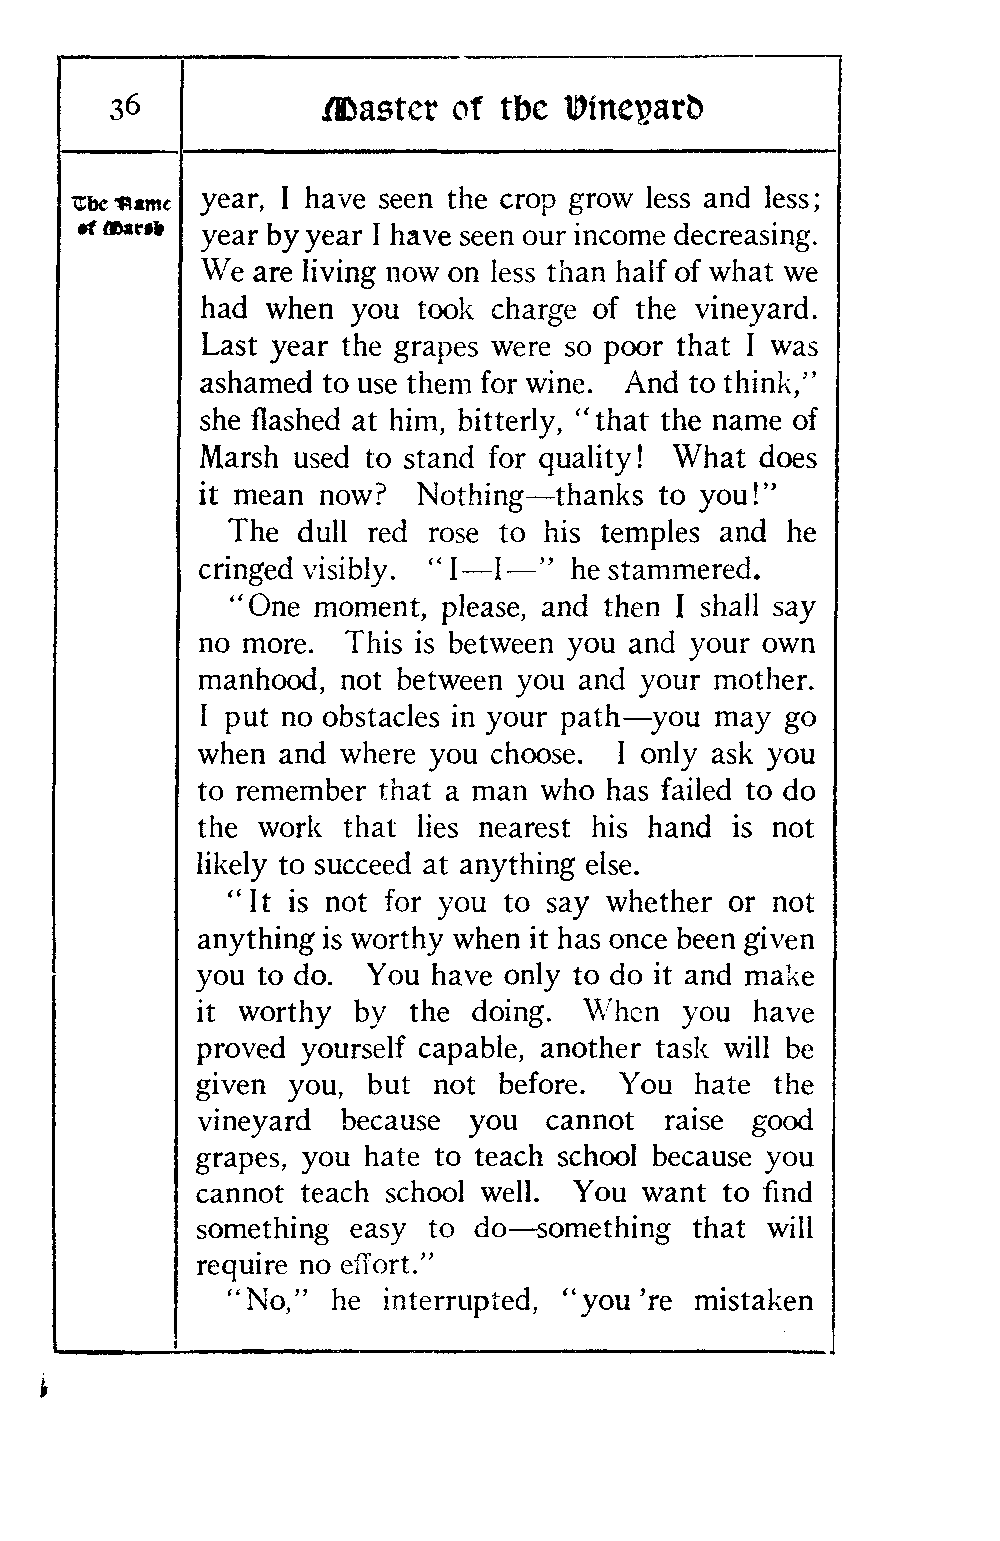 36
Master of the Vineyard
The Name
of Marsh
year, I have seen the crop grow less and less;
year by year I have seen our income decreasing.
We are living now on less than half of what we
had when you took charge of the vineyard.
Last year the grapes were so poor that I was
ashamed to use them for wine. And to think,”
she flashed at him, bitterly, “that the name of
Marsh used to stand for quality! What does
it mean now? Nothing—thanks to you!”
The dull red rose to his temples and he
cringed visibly. “I—I—” he stammered.
“One moment, please, and then I shall say
no more. This is between you and your own
manhood, not between you and your mother.
I put no obstacles in your path—you may go
when and where you choose. I only ask you
to remember that a man who has failed to do
the work that lies nearest his hand is not
likely to succeed at anything else.
“It is not for you to say whether or not
anything is worthy when it has once been given
you to do. You have only to do it and make
it worthy by the doing. When you have
proved yourself capable, another task will be
given you, but not before. You hate the
vineyard because you cannot raise good
grapes, you hate to teach school because you
cannot teach school well. You want to find
something easy to do—something that will
require no effort.”
“No,” he interrupted, “you 're mistaken